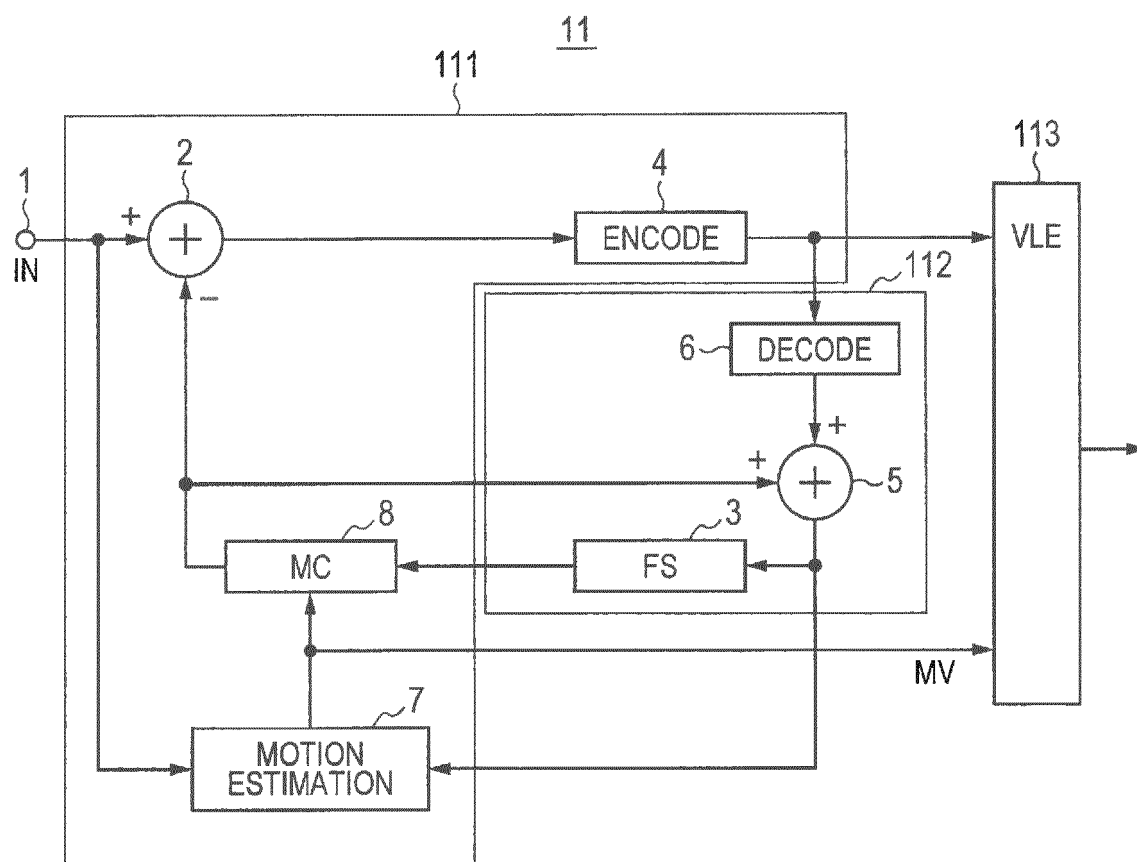 11
111
113
1
2
4
+
+
IN
ENCODE
VLE
−
112
6
DECODE
+
+
+
5
8
3
MC
FS
MV
7
MOTION
ESTIMATION